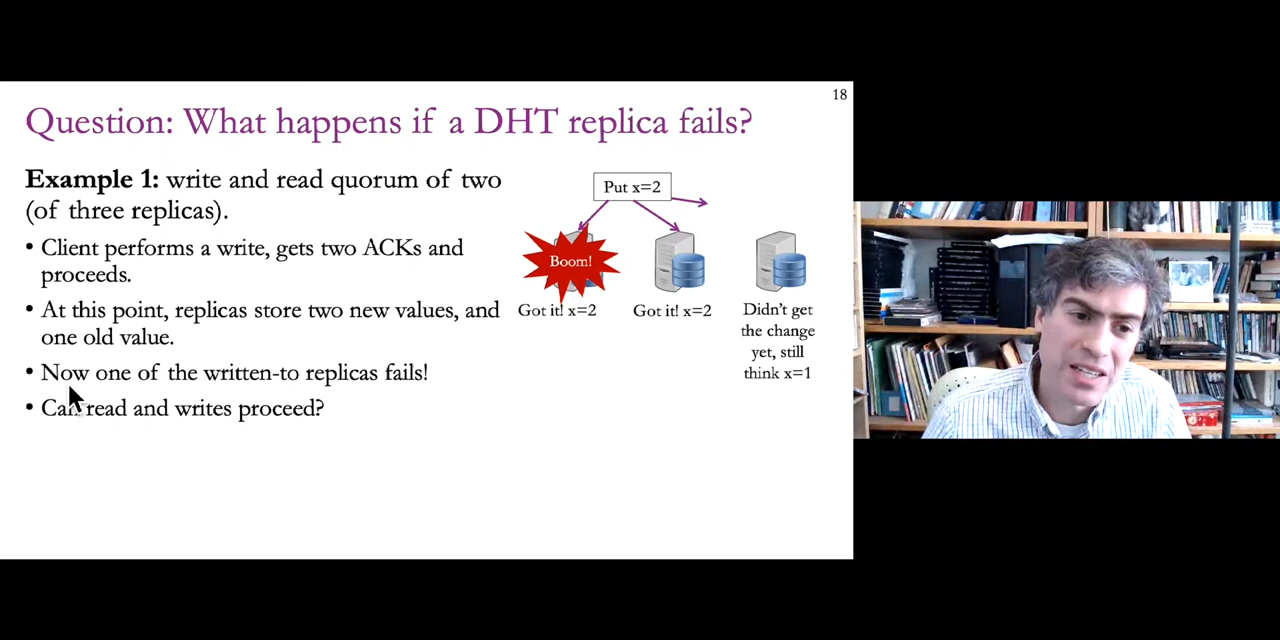 18
Question: What happens if a DHT replica fails?
Example 1: write and read quorum of two
(of three replicas).
• Client performs a write, gets two ACKs and
proceeds.
• At this point, replicas store two new values, and
one old value.
• Now one of the written-to replicas fails!
• Can read and writes proceed?
Put x=2
Boom!
Got it! x=2
Got it! x=2
Didn't get
the change
yet, still
think x=1